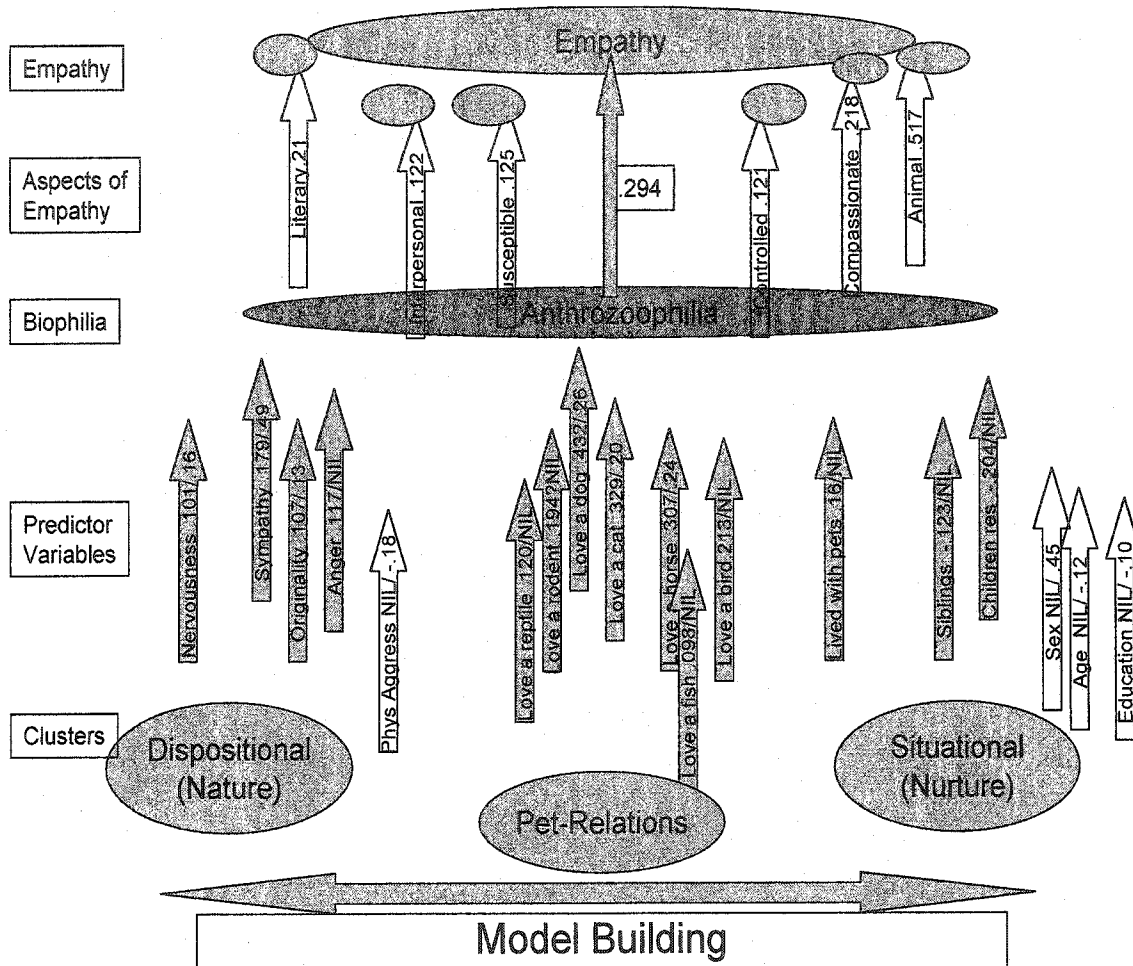 Empathy
Empathy
Literary.21
Interpersonal .122
Susceptible .125
.294
Controlled .121
Compassionate .218
Animal .517
Aspects of
Empathy
Biophilia
Anthrozoophilia
Predictor
Variables
Nervousness .101/.16
Sympathy .179/.49
Originality .107/
Anger .117/NIL
Phys Aggress NIL/ -.18
Love a reptile .120/NIL
Love a rodent .194?NIL
Love a dog .432/.26
Love a cat .329/.20
Love a horse .307/.24
Love a fish .098/NIL
Love a bird.213/NIL
Lived with pets .16/NIL
Siblings -.123/NIL
Children res -.204/NIL
Sex NIL/ .45
Age NIL/ -.12
Education NIL/ -.10
Clusters
Dispositional
(Nature)
Pet-Relations
Situational
(Nurture)
Model Building